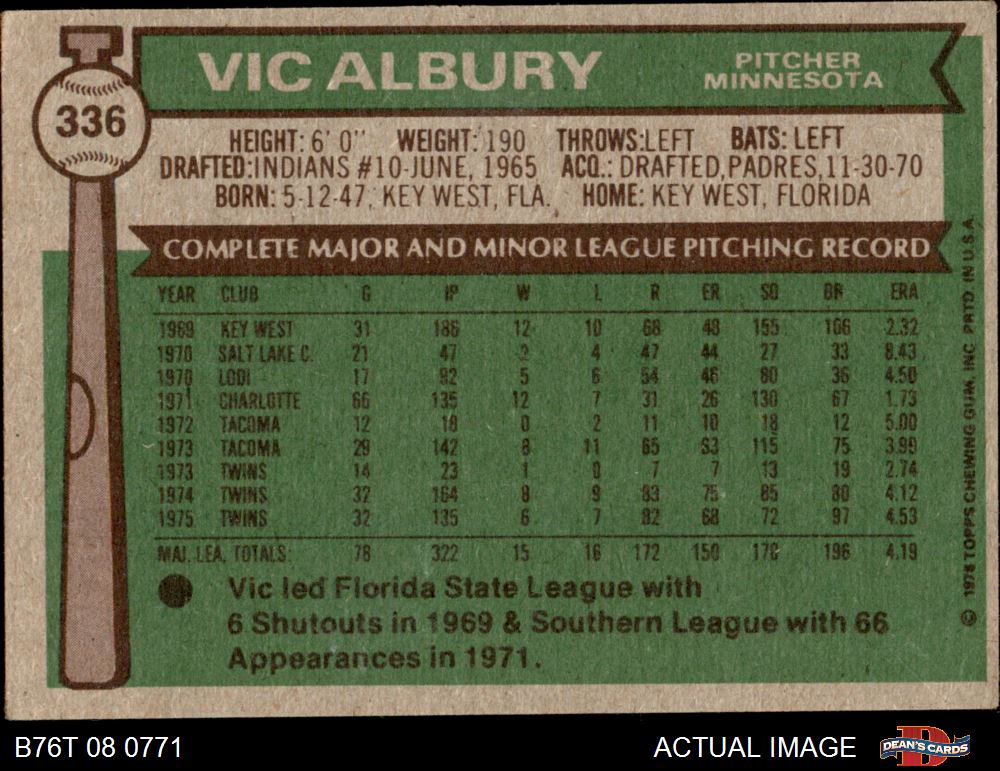 VIC ALBURY
PITCHER
MINNESOTA
336
HEIGHT: 6' 0" WEIGHT: 190 THROWS:LEFT BATS: LEFT
DRAFTED:INDIANS #10-JUNE, 1965 ACQ.: DRAFTED,PADRES,11-30-70
BORN: 5-12-47, KEY WEST, FLA. HOME: KEY WEST, FLORIDA
COMPLETE MAJOR AND MINOR LEAGUE PITCHING RECORD
YEAR CLUB G IP W L R ER SO BB ERA
1969 KEY WEST 31 186 12 10 68 48 155 106 2.32
1970 SALT LAKE C. 21 47 4 47 44 27 33 8.43
1970 LODI 17 92 5 6 54 46 80 36 4.50
1971 CHARLOTTE 66 135 12 7 31 26 130 67 1.73
1972 TACOMA 12 18 0 2 11 10 18 12 5.00
1973 TACOMA 29 142 8 11 65 63 115 75 3.99
1973 TWINS 14 23 1 0 7 7 13 19 2.74
1974 TWINS 32 164 8 9 83 75 85 80 4.12
1975 TWINS 32 135 6 7 82 68 72 97 4.53
MAJ. LEA. TOTALS: 78 322 15 16 172 150 170 196 4.19
Vic led Florida State League with
6 Shutouts in 1969 & Southern League with 66
Appearances in 1971.
© 1976 TOPPS CHEWING GUM, INC. PRTD. IN U.S.A.
B76T 08 0771
ACTUAL IMAGE
DEAN'S CARDS